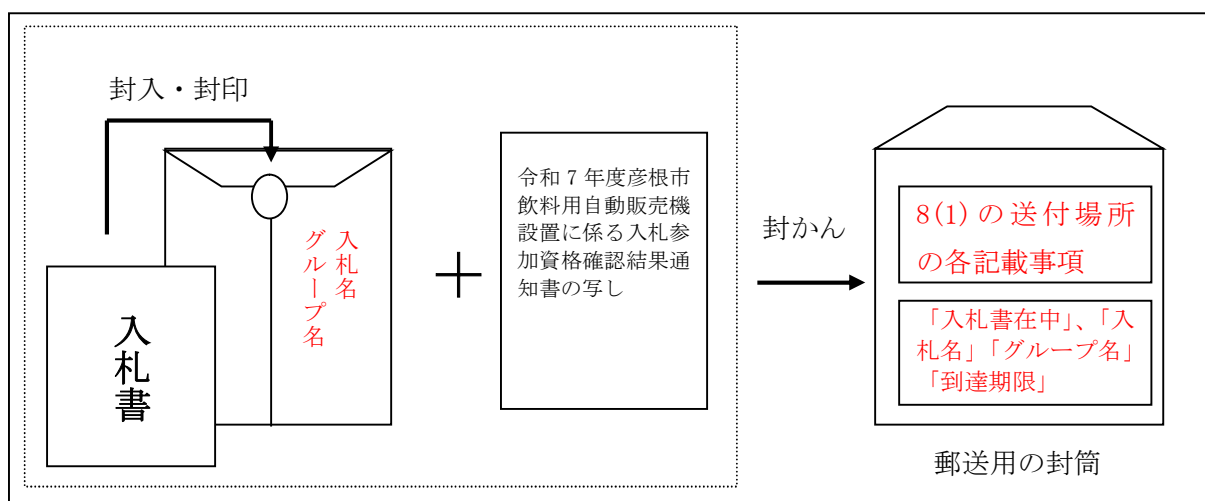 封入・封印
入札書
入札名
グループ名
令和７年度彦根市
飲料用自動販売機
設置に係る入札参
加資格確認結果通
知書の写し
封かん
8(1)の送付場所
の各記載事項
「入札書在中」、「入
札名」「グループ名」
「到達期限」
郵送用の封筒